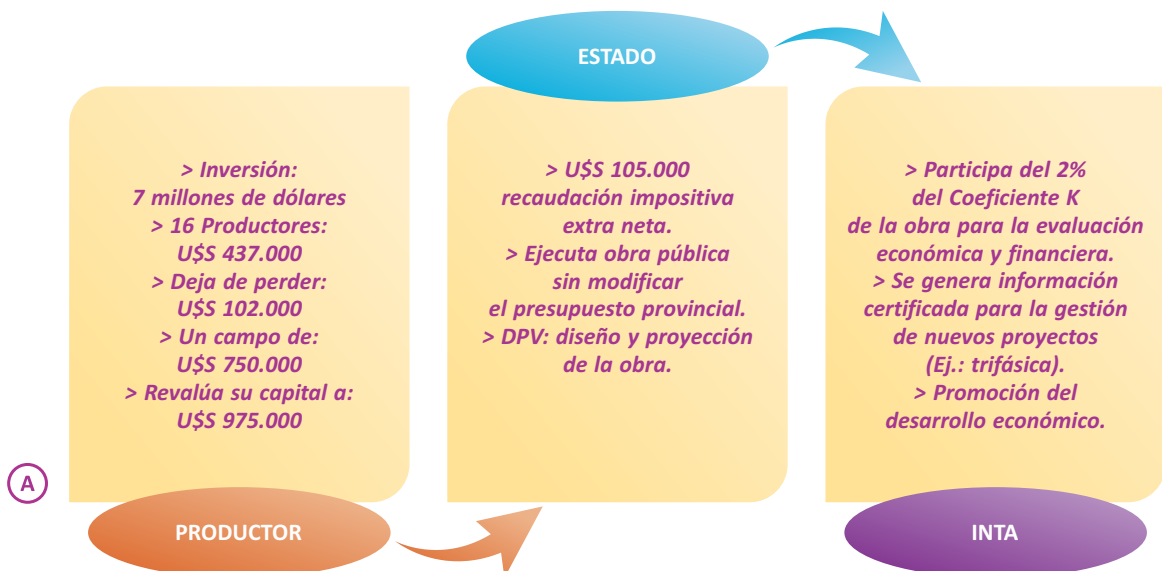 > Inversión:
7 millones de dólares
> 16 Productores:
U$S 437.000
> Deja de perder:
U$S 102.000
> Un campo de:
U$S 750.000
> Revalúa su capital a:
U$S 975.000
PRODUCTOR
ESTADO
> U$S 105.000
recaudación impositiva
extra neta.
> Ejecuta obra pública
sin modificar
el presupuesto provincial.
> DPV: diseño y proyección
de la obra.
> Participa del 2%
del Coeficiente K
de la obra para la evaluación
económica y financiera.
> Se genera información
certificada para la gestión
de nuevos proyectos
(Ej.: trifásica).
> Promoción del
desarrollo económico.
INTA
A